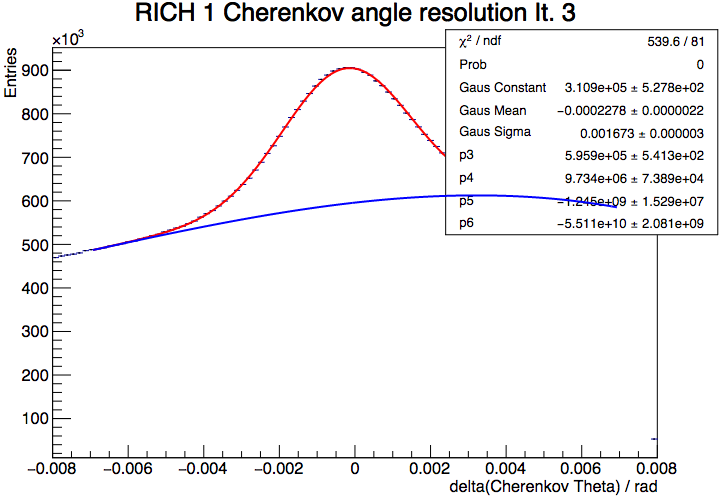 RICH 1 Cherenkov angle resolution It. 3
×10³
Entries
χ² / ndf 539.6 / 81
Prob 0
Gaus Constant 3.109e+05 ± 5.278e+02
Gaus Mean −0.0002278 ± 0.0000022
Gaus Sigma 0.001673 ± 0.000003
p3 5.959e+05 ± 5.413e+02
p4 9.734e+06 ± 7.389e+04
p5 −1.245e+09 ± 1.529e+07
p6 −5.511e+10 ± 2.081e+09
900
800
700
600
500
400
300
200
100
−0.008 −0.006 −0.004 −0.002 0 0.002 0.004 0.006 0.008
delta(Cherenkov Theta) / rad